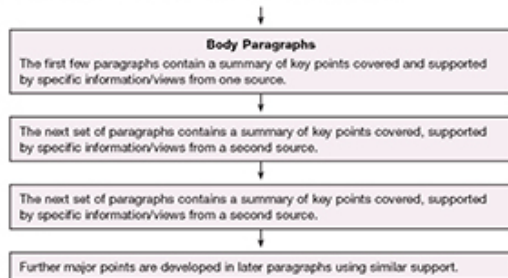 Body Paragraphs
The first few paragraphs contain a summary of key points covered and supported
by specific information/views from one source.
The next set of paragraphs contains a summary of key points covered, supported
by specific information/views from a second source.
The next set of paragraphs contains a summary of key points covered, supported
by specific information/views from a second source.
Further major points are developed in later paragraphs using similar support.